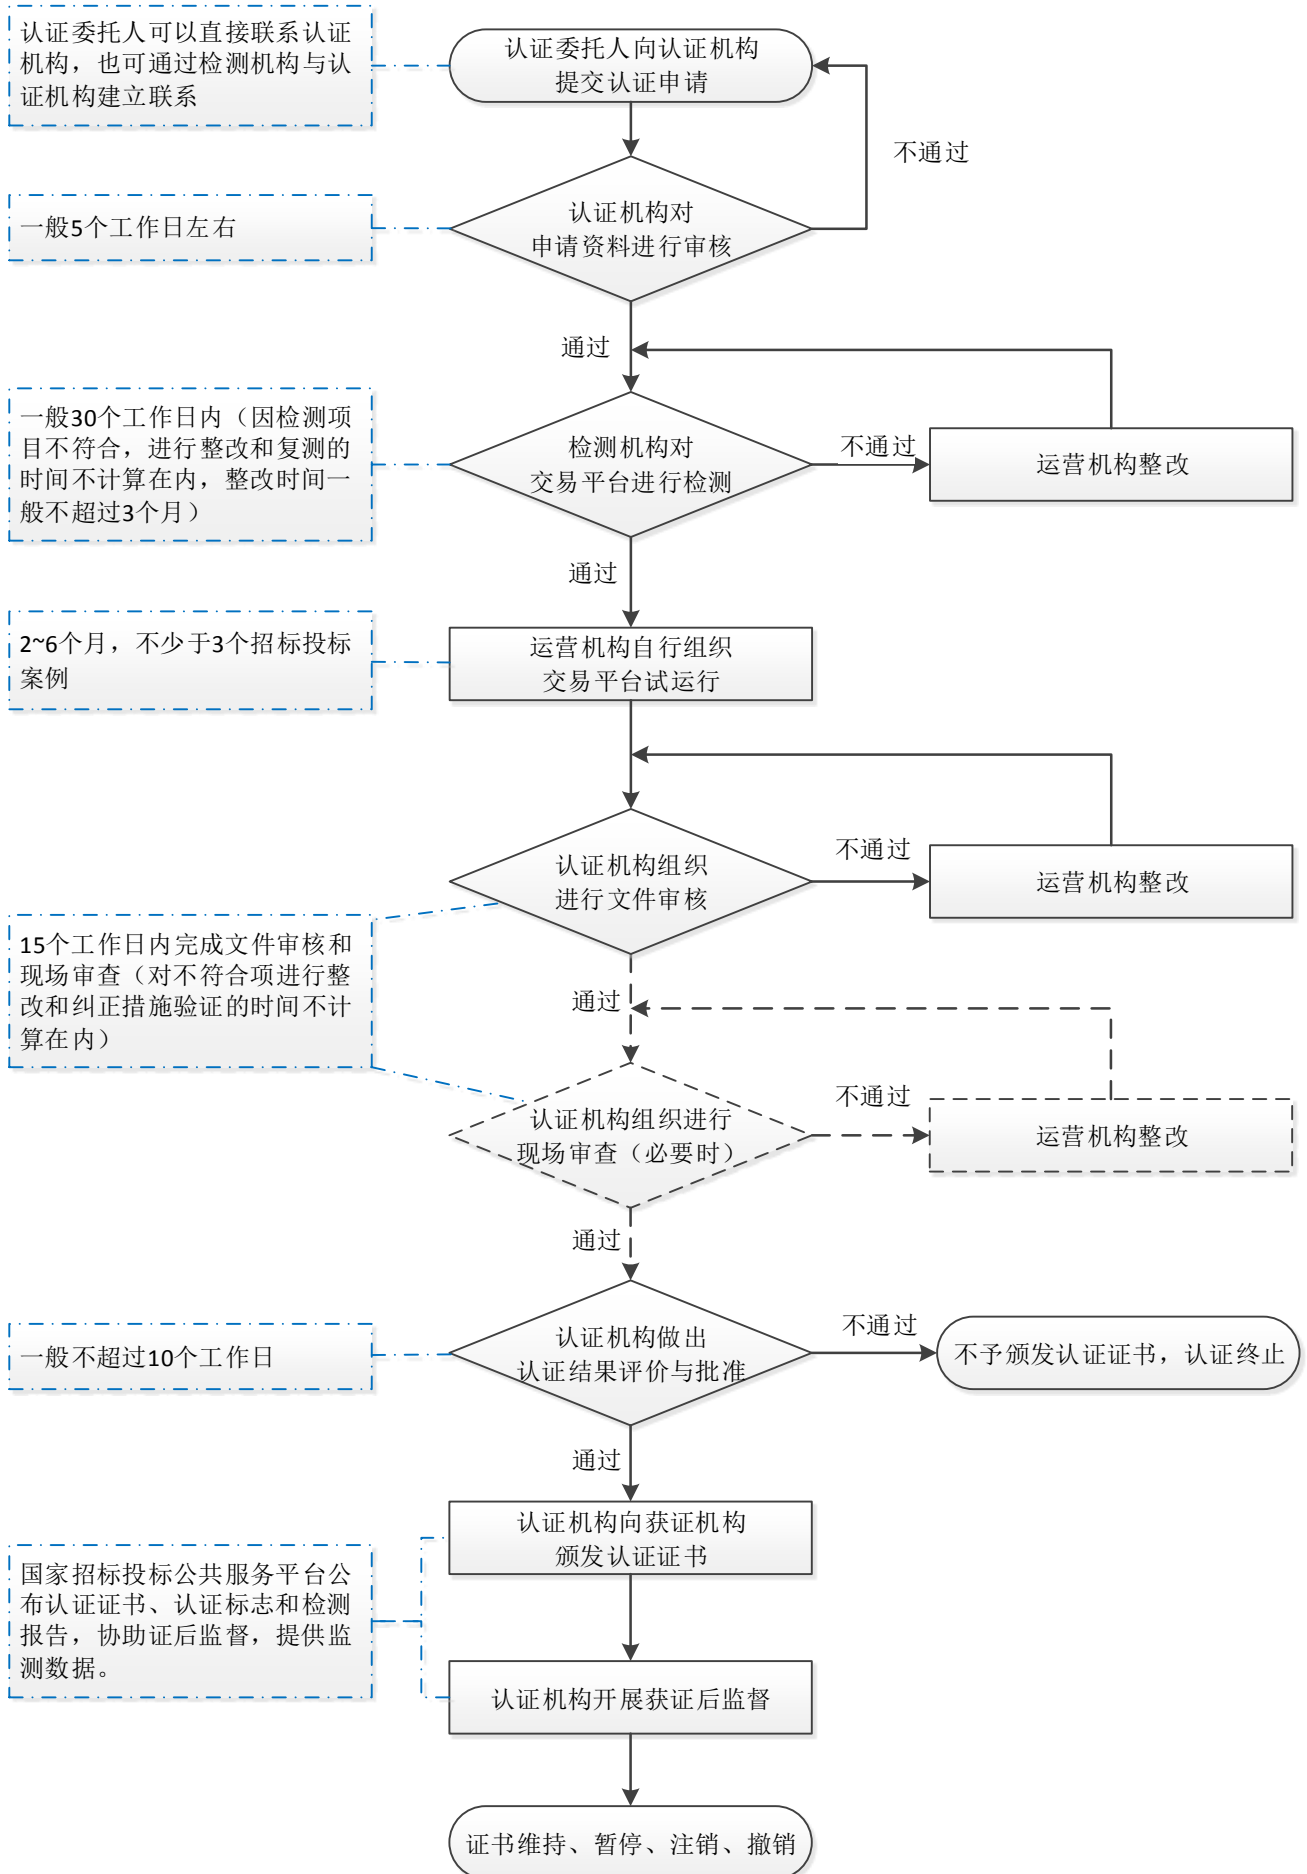 认证委托人可以直接联系认证
机构，也可通过检测机构与认
证机构建立联系
认证委托人向认证机构
提交认证申请
不通过
一般5个工作日左右
认证机构对
申请资料进行审核
通过
一般30个工作日内（因检测项
目不符合，进行整改和复测的
时间不计算在内，整改时间一
般不超过3个月）
检测机构对
交易平台进行检测
不通过
运营机构整改
通过
2~6个月，不少于3个招标投标
案例
运营机构自行组织
交易平台试运行
认证机构组织
进行文件审核
不通过
运营机构整改
15个工作日内完成文件审核和
现场审查（对不符合项进行整
改和纠正措施验证的时间不计
算在内）
通过
认证机构组织进行
现场审查（必要时）
不通过
运营机构整改
通过
一般不超过10个工作日
认证机构做出
认证结果评价与批准
不通过
不予颁发认证证书，认证终止
通过
认证机构向获证机构
颁发认证证书
国家招标投标公共服务平台公
布认证证书、认证标志和检测
报告，协助证后监督，提供监
测数据。
认证机构开展获证后监督
证书维持、暂停、注销、撤销